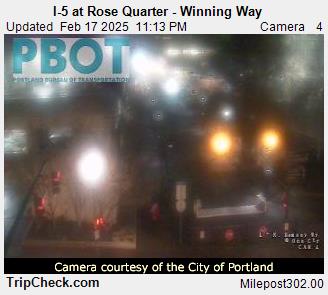 I-5 at Rose Quarter - Winning Way
Updated Feb 17 2025 11:13 PM Camera 4
PBOT
PORTLAND BUREAU OF TRANSPORTATION
Camera courtesy of the City of Portland
TripCheck.com Milepost302.00